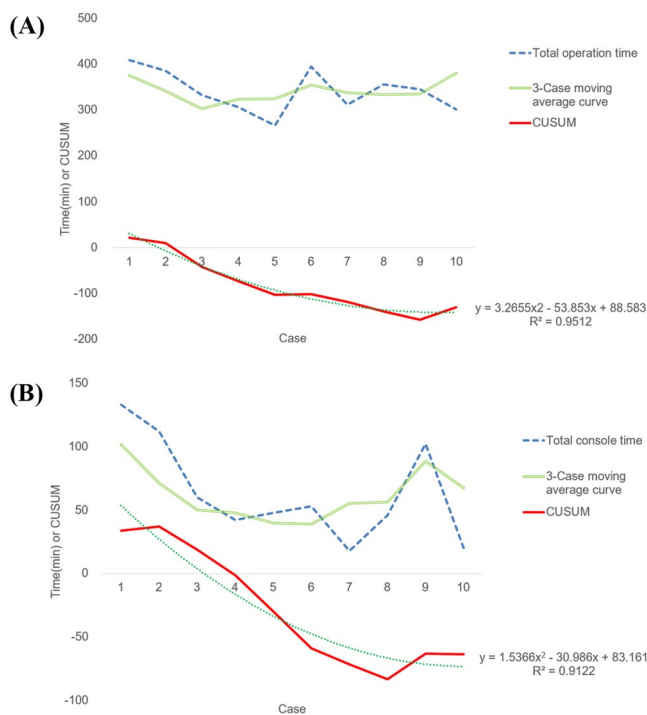 (A)
500
400
300
200
100
0
-100
-200
Time(min) or CUSUM
1 2 3 4 5 6 7 8 9 10
Case
Total operation time
3-Case moving
average curve
CUSUM
y = 3.2655x2 - 53.853x + 88.583
R² = 0.9512
(B)
150
100
50
0
-50
-100
Time(min) or CUSUM
1 2 3 4 5 6 7 8 9 10
Case
Total console time
3-Case moving
average curve
CUSUM
y = 1.5366x² - 30.986x + 83.161
R² = 0.9122